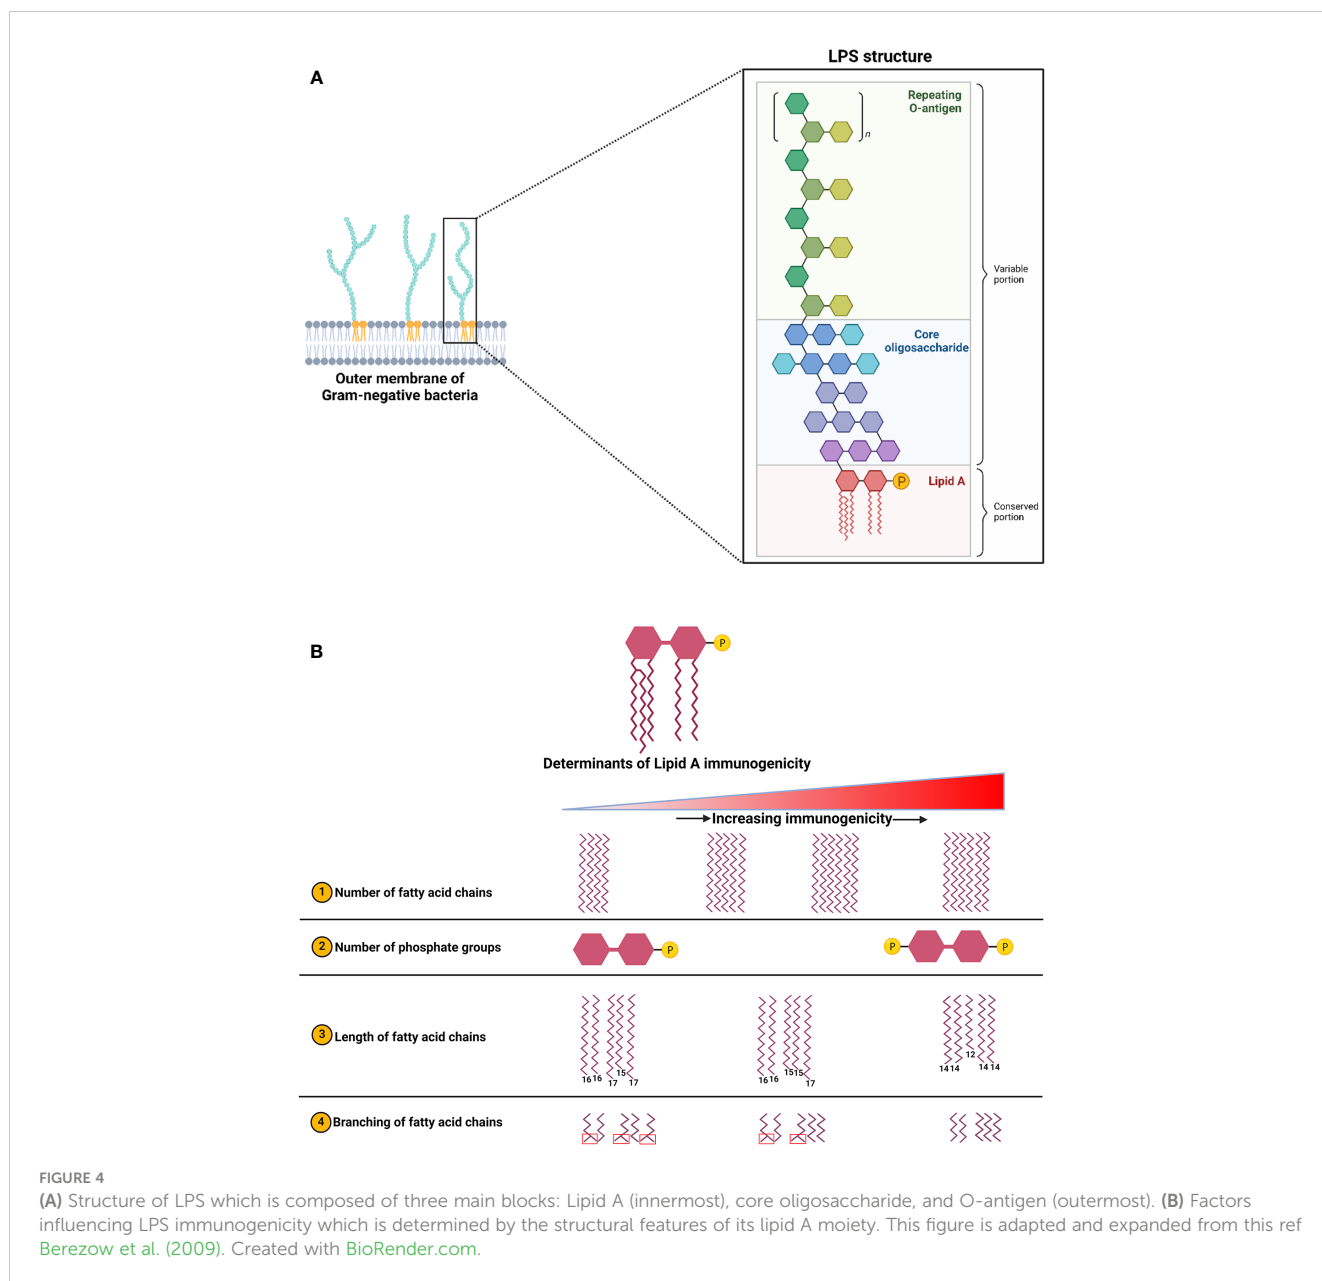 A
LPS structure
Repeating
O-antigen
n
Variable
portion
Core
oligosaccharide
Outer membrane of
Gram-negative bacteria
P
Lipid A
Conserved
portion
B
P
Determinants of Lipid A immunogenicity
Increasing immunogenicity
1 Number of fatty acid chains
2 Number of phosphate groups
P
P
P
3 Length of fatty acid chains
16 16 17 15 17
16 16 15 15 17
14 14 12 14 14
4 Branching of fatty acid chains
FIGURE 4
(A) Structure of LPS which is composed of three main blocks: Lipid A (innermost), core oligosaccharide, and O-antigen (outermost). (B) Factors
influencing LPS immunogenicity which is determined by the structural features of its lipid A moiety. This figure is adapted and expanded from this ref
Berezow et al. (2009). Created with BioRender.com.